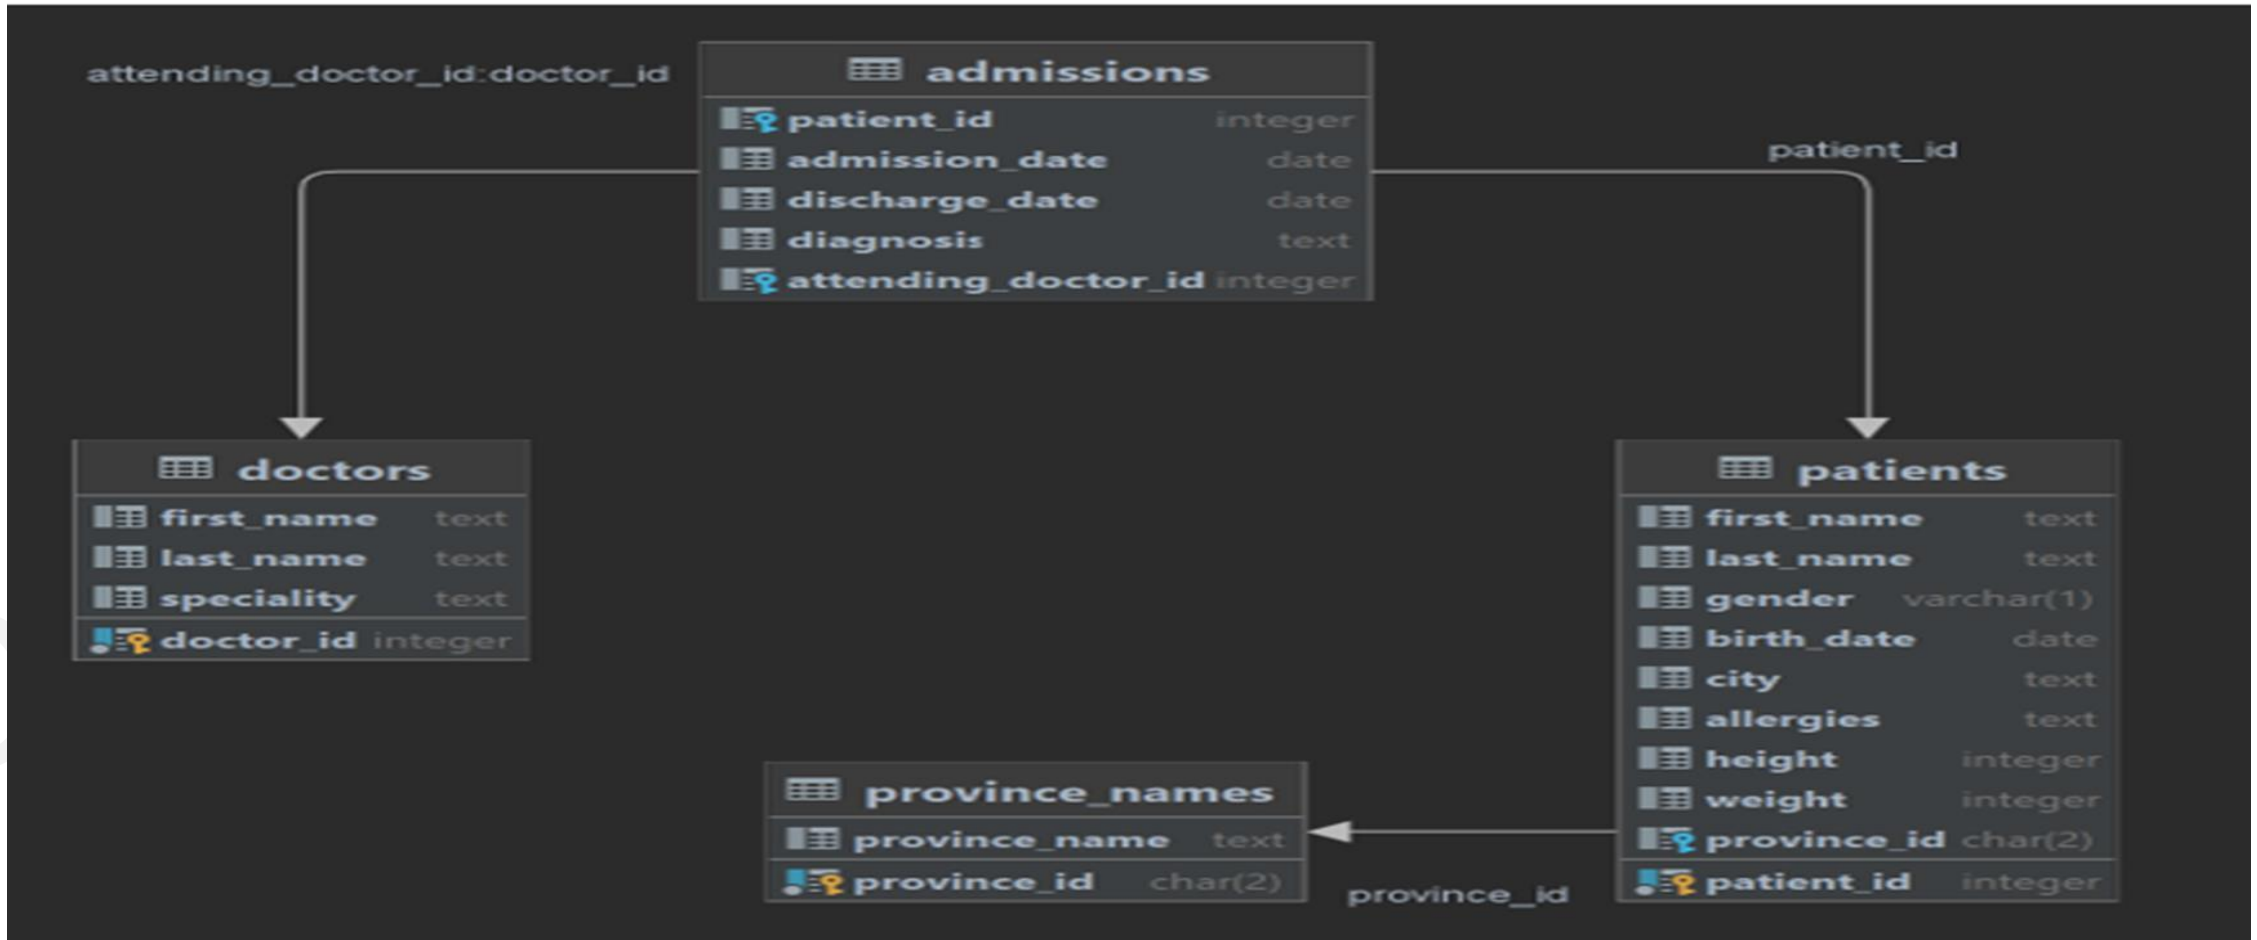 attending_doctor_id:doctor_id
admissions
patient_id integer
admission_date date
discharge_date date
diagnosis text
attending_doctor_id integer
patient_id
doctors
first_name text
last_name text
speciality text
doctor_id integer
patients
first_name text
last_name text
gender varchar(1)
birth_date date
city text
allergies text
height integer
weight integer
province_id char(2)
patient_id integer
province_names
province_name text
province_id char(2)
province_id